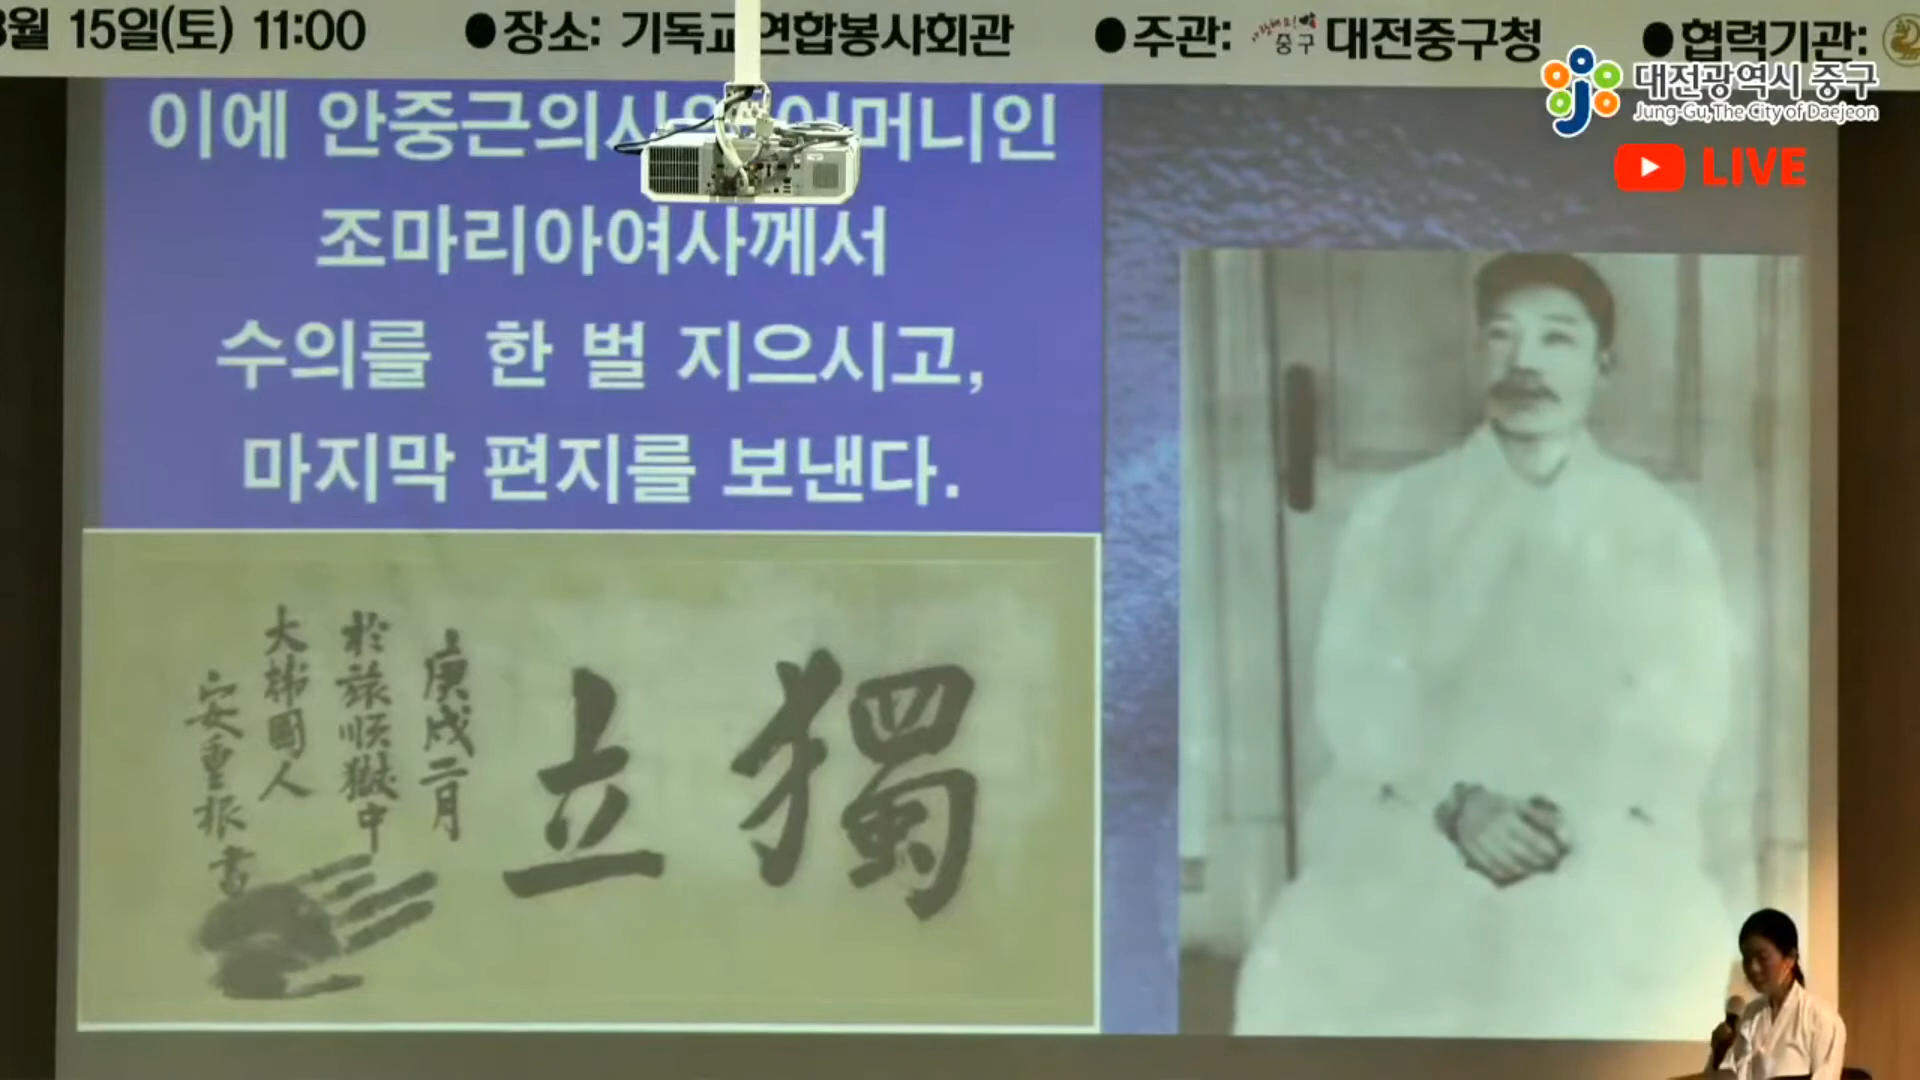 8월 15일(토) 11:00 ●장소: 기독교연합봉사회관 ●주관: 중구 대전중구청 ●협력기관:
대전광역시 중구
Jung-Gu, The City of Daejeon
LIVE
이에 안중근의사의 어머니인
조마리아여사께서
수의를 한 벌 지으시고,
마지막 편지를 보낸다.
獨立
庚戌二月
於旅順獄中
大韓國人
安重根書